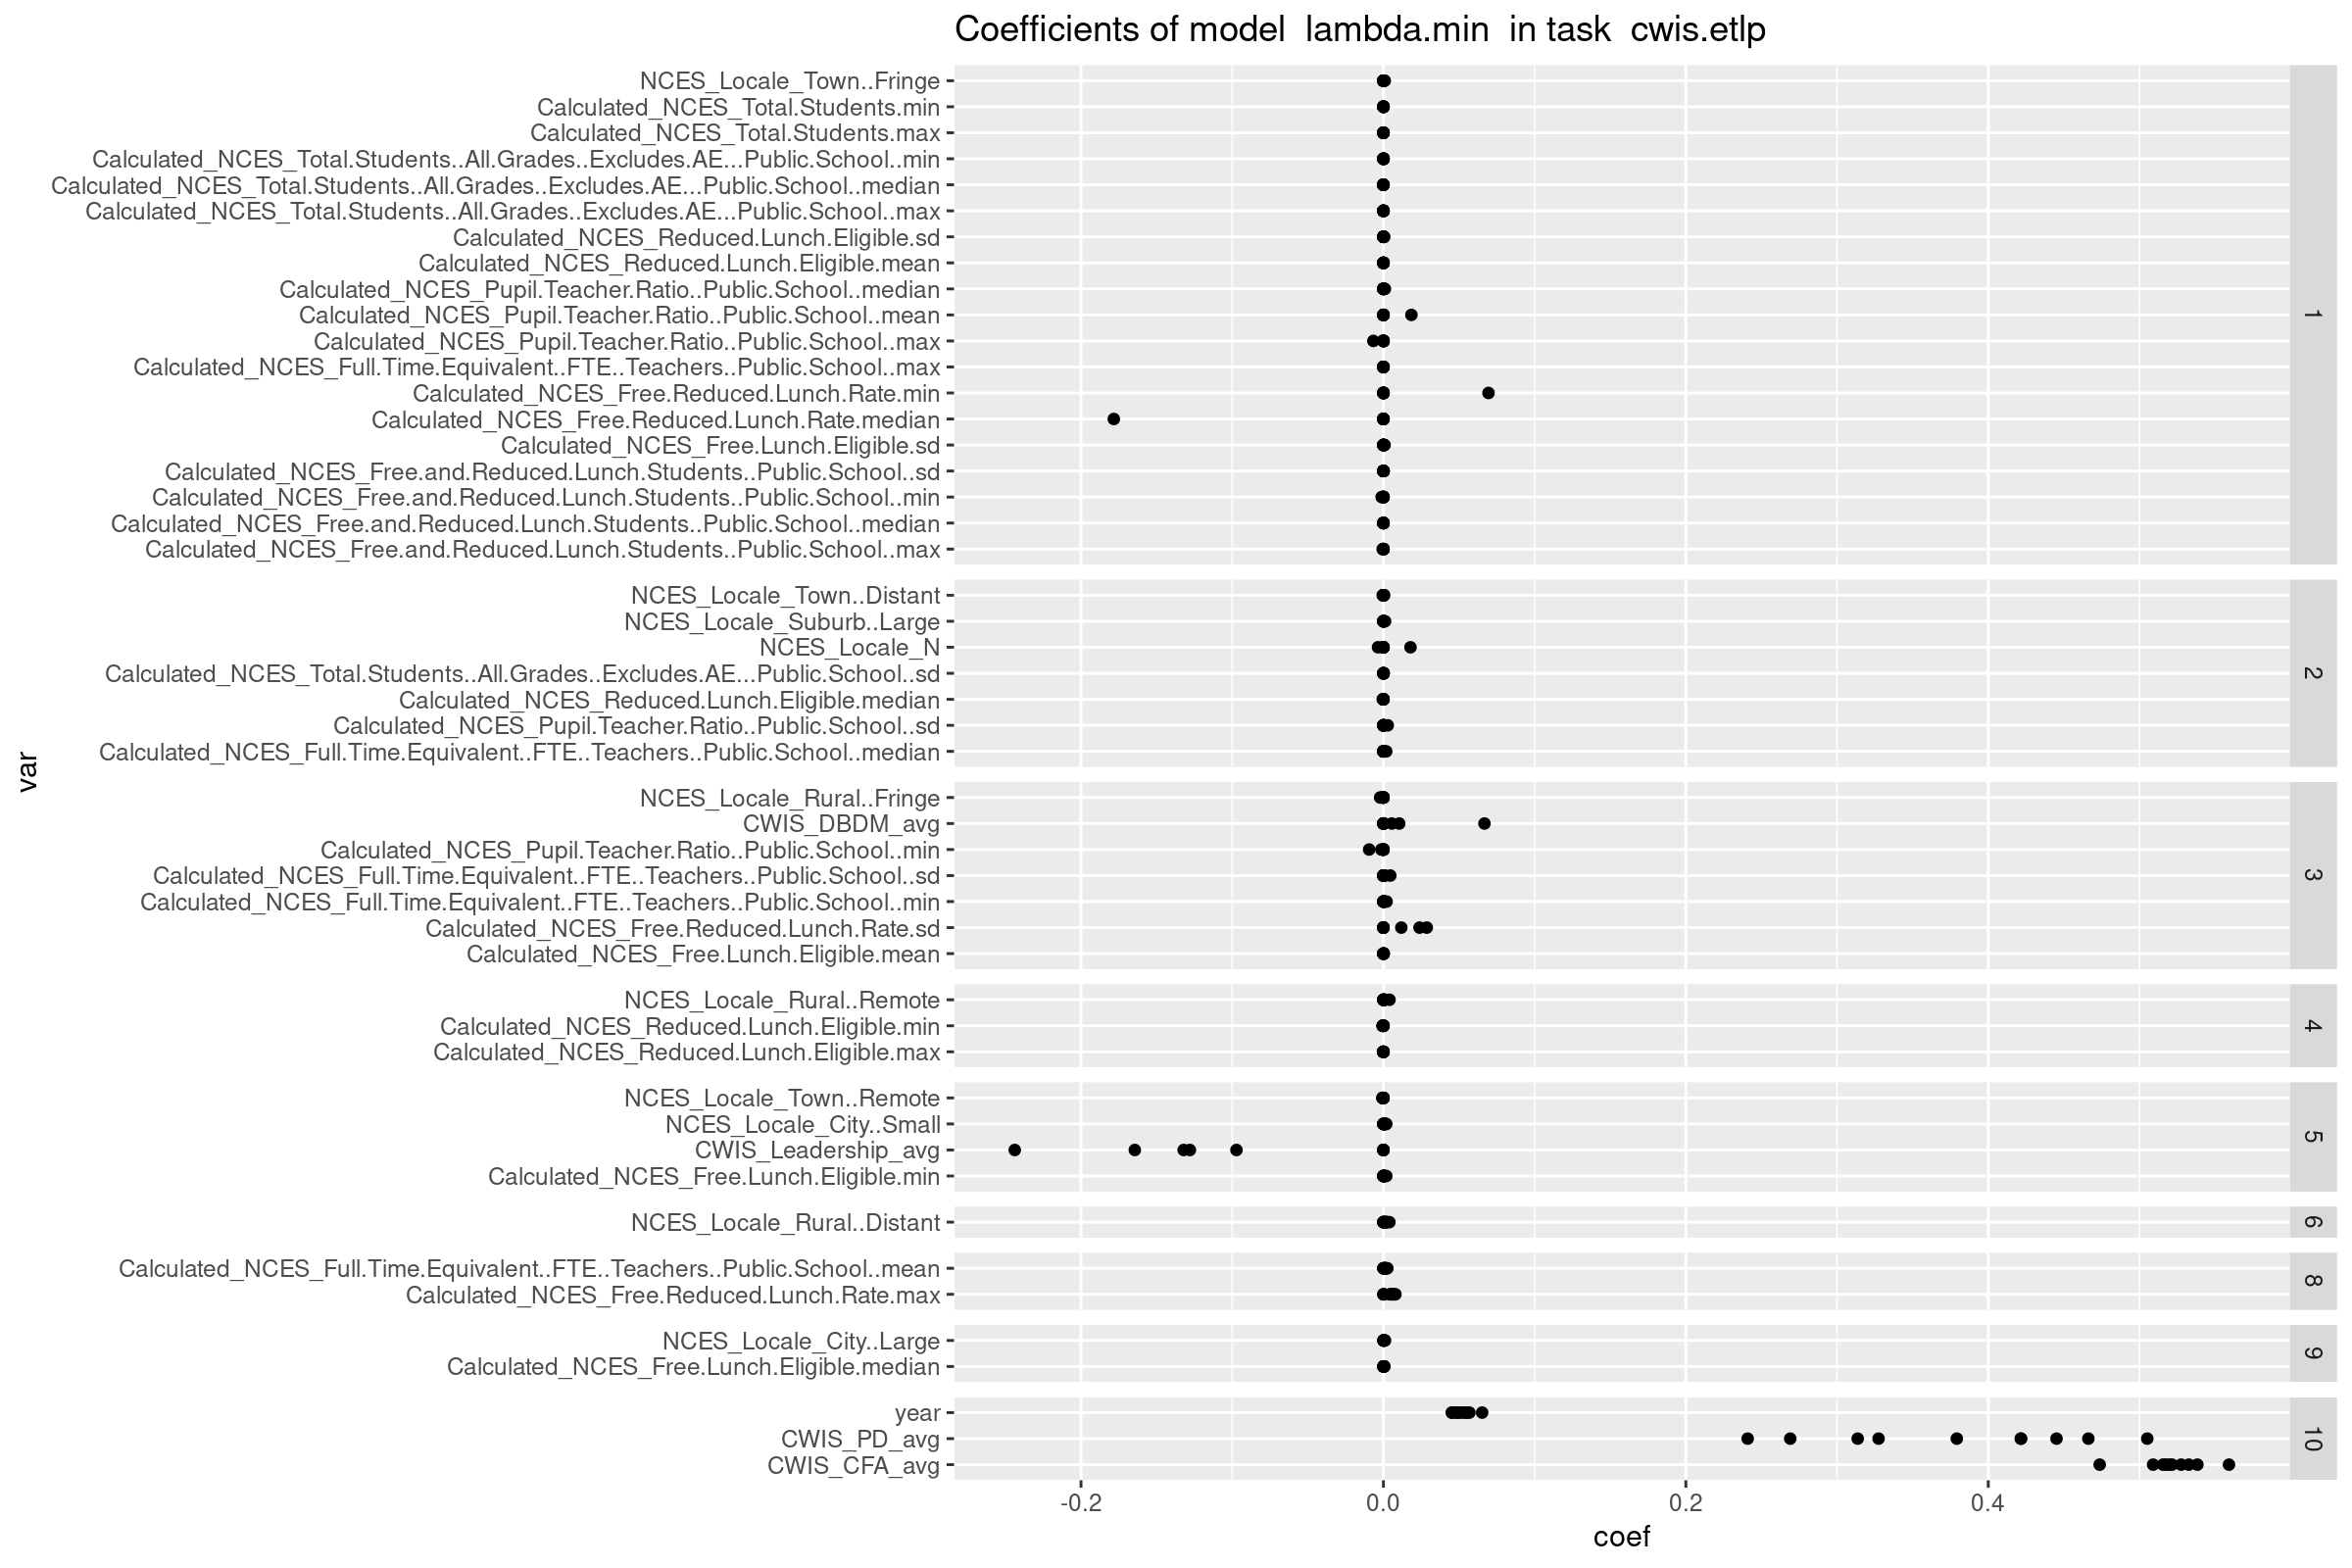 Coefficients of model  lambda.min  in task  cwis.etlp
NCES_Locale_Town..Fringe
Calculated_NCES_Total.Students.min
Calculated_NCES_Total.Students.max
Calculated_NCES_Total.Students..All.Grades..Excludes.AE...Public.School..min
Calculated_NCES_Total.Students..All.Grades..Excludes.AE...Public.School..median
Calculated_NCES_Total.Students..All.Grades..Excludes.AE...Public.School..max
Calculated_NCES_Reduced.Lunch.Eligible.sd
Calculated_NCES_Reduced.Lunch.Eligible.mean
Calculated_NCES_Pupil.Teacher.Ratio..Public.School..median
Calculated_NCES_Pupil.Teacher.Ratio..Public.School..mean
Calculated_NCES_Pupil.Teacher.Ratio..Public.School..max
Calculated_NCES_Full.Time.Equivalent..FTE..Teachers..Public.School..max
Calculated_NCES_Free.Reduced.Lunch.Rate.min
Calculated_NCES_Free.Reduced.Lunch.Rate.median
Calculated_NCES_Free.Lunch.Eligible.sd
Calculated_NCES_Free.and.Reduced.Lunch.Students..Public.School..sd
Calculated_NCES_Free.and.Reduced.Lunch.Students..Public.School..min
Calculated_NCES_Free.and.Reduced.Lunch.Students..Public.School..median
Calculated_NCES_Free.and.Reduced.Lunch.Students..Public.School..max
1
NCES_Locale_Town..Distant
NCES_Locale_Suburb..Large
NCES_Locale_N
Calculated_NCES_Total.Students..All.Grades..Excludes.AE...Public.School..sd
Calculated_NCES_Reduced.Lunch.Eligible.median
Calculated_NCES_Pupil.Teacher.Ratio..Public.School..sd
Calculated_NCES_Full.Time.Equivalent..FTE..Teachers..Public.School..median
2
NCES_Locale_Rural..Fringe
CWIS_DBDM_avg
Calculated_NCES_Pupil.Teacher.Ratio..Public.School..min
Calculated_NCES_Full.Time.Equivalent..FTE..Teachers..Public.School..sd
Calculated_NCES_Full.Time.Equivalent..FTE..Teachers..Public.School..min
Calculated_NCES_Free.Reduced.Lunch.Rate.sd
Calculated_NCES_Free.Lunch.Eligible.mean
3
NCES_Locale_Rural..Remote
Calculated_NCES_Reduced.Lunch.Eligible.min
Calculated_NCES_Reduced.Lunch.Eligible.max
4
NCES_Locale_Town..Remote
NCES_Locale_City..Small
CWIS_Leadership_avg
Calculated_NCES_Free.Lunch.Eligible.min
5
NCES_Locale_Rural..Distant
6
Calculated_NCES_Full.Time.Equivalent..FTE..Teachers..Public.School..mean
Calculated_NCES_Free.Reduced.Lunch.Rate.max
8
NCES_Locale_City..Large
Calculated_NCES_Free.Lunch.Eligible.median
9
year
CWIS_PD_avg
CWIS_CFA_avg
10
-0.2 0.0 0.2 0.4
coef
var